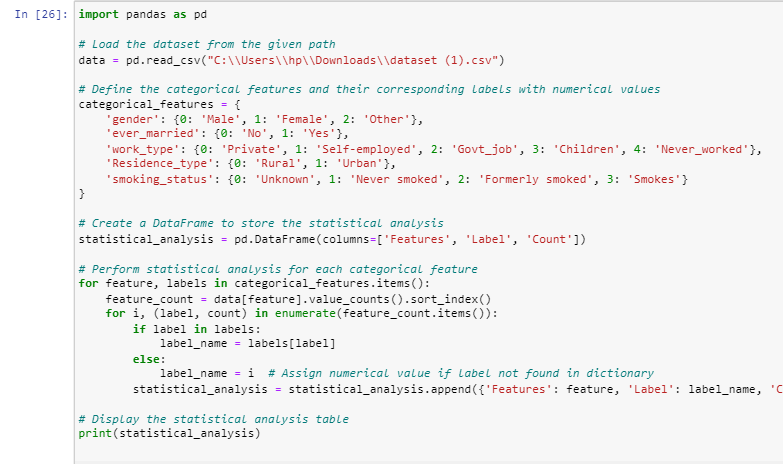 In [26]: import pandas as pd
# Load the dataset from the given path
data = pd.read_csv("C:\\Users\\hp\\Downloads\\dataset (1).csv")
# Define the categorical features and their corresponding labels with numerical values
categorical_features = {
    'gender': {0: 'Male', 1: 'Female', 2: 'Other'},
    'ever_married': {0: 'No', 1: 'Yes'},
    'work_type': {0: 'Private', 1: 'Self-employed', 2: 'Govt_job', 3: 'Children', 4: 'Never_worked'},
    'Residence_type': {0: 'Rural', 1: 'Urban'},
    'smoking_status': {0: 'Unknown', 1: 'Never smoked', 2: 'Formerly smoked', 3: 'Smokes'}
}
# Create a DataFrame to store the statistical analysis
statistical_analysis = pd.DataFrame(columns=['Features', 'Label', 'Count'])
# Perform statistical analysis for each categorical feature
for feature, labels in categorical_features.items():
    feature_count = data[feature].value_counts().sort_index()
    for i, (label, count) in enumerate(feature_count.items()):
        if label in labels:
            label_name = labels[label]
        else:
            label_name = i  # Assign numerical value if label not found in dictionary
        statistical_analysis = statistical_analysis.append({'Features': feature, 'Label': label_name, 'C
# Display the statistical analysis table
print(statistical_analysis)